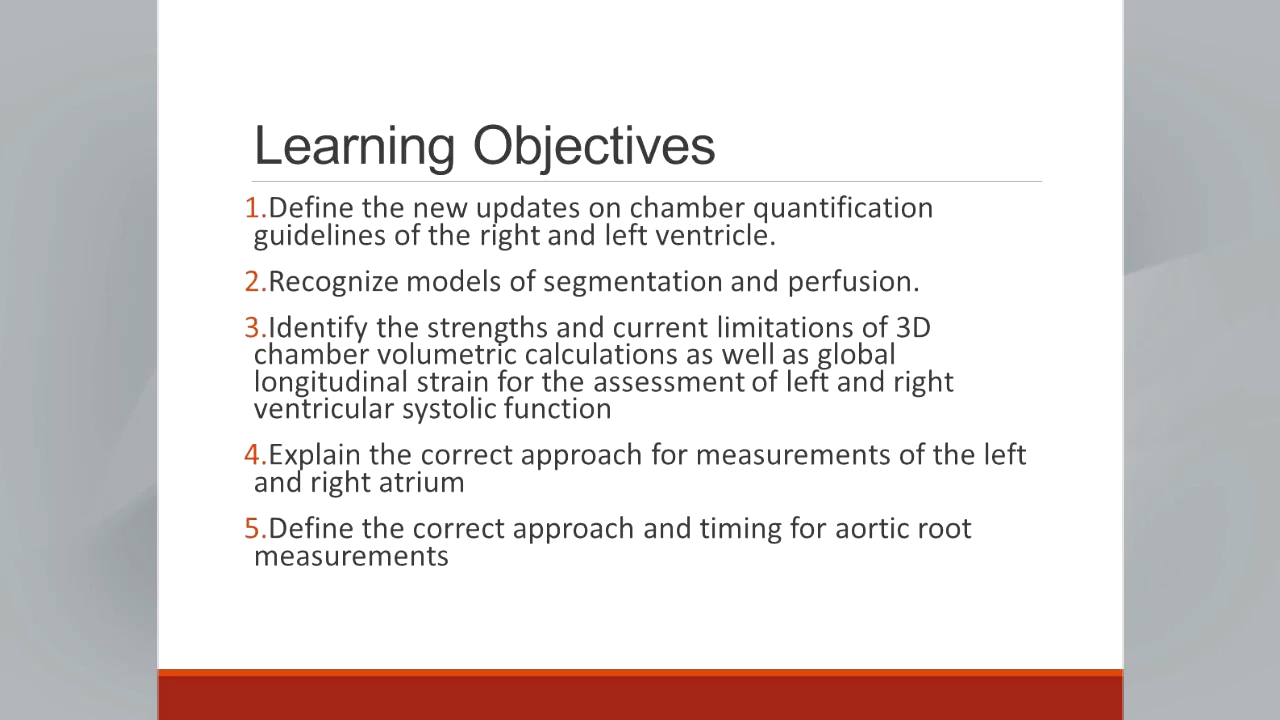 Learning Objectives
1.Define the new updates on chamber quantification
guidelines of the right and left ventricle.
2.Recognize models of segmentation and perfusion.
3.Identify the strengths and current limitations of 3D
chamber volumetric calculations as well as global
longitudinal strain for the assessment of left and right
ventricular systolic function
4.Explain the correct approach for measurements of the left
and right atrium
5.Define the correct approach and timing for aortic root
measurements